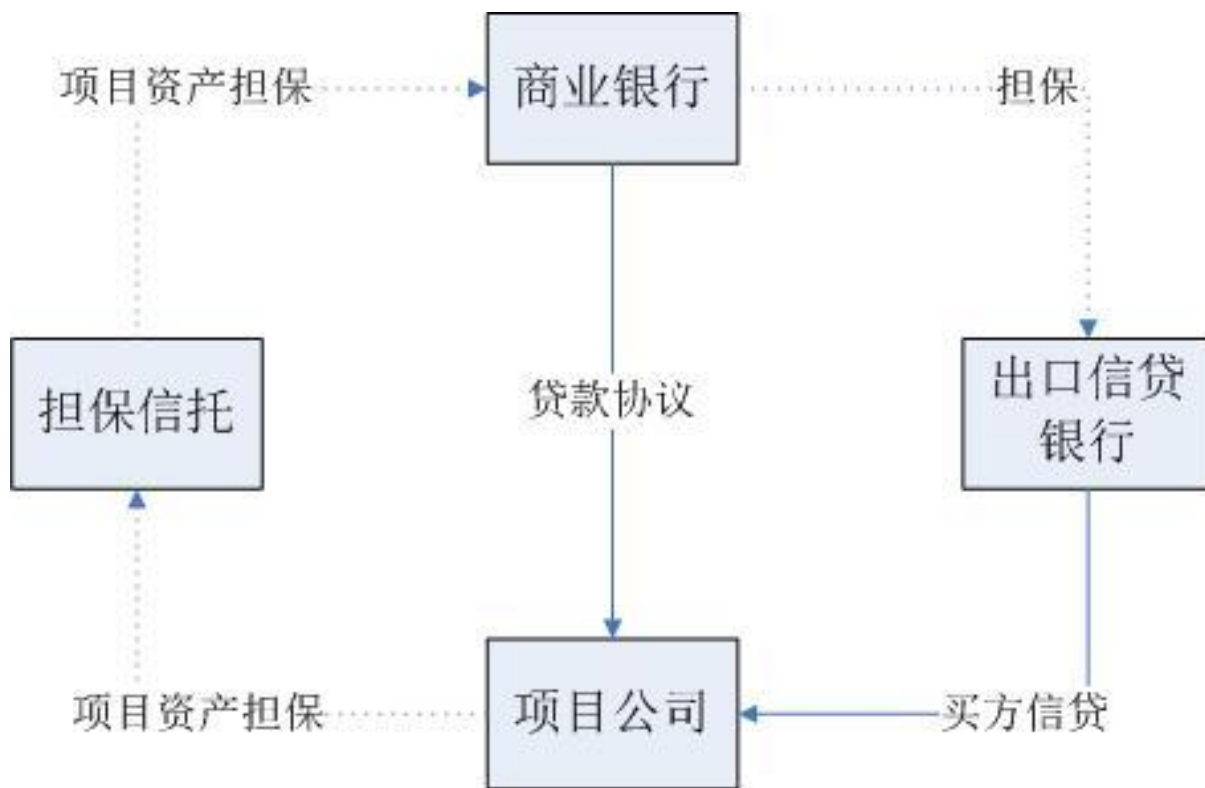 项目资产担保
商业银行
担保
担保信托
贷款协议
出口信贷
银行
项目资产担保
项目公司
买方信贷